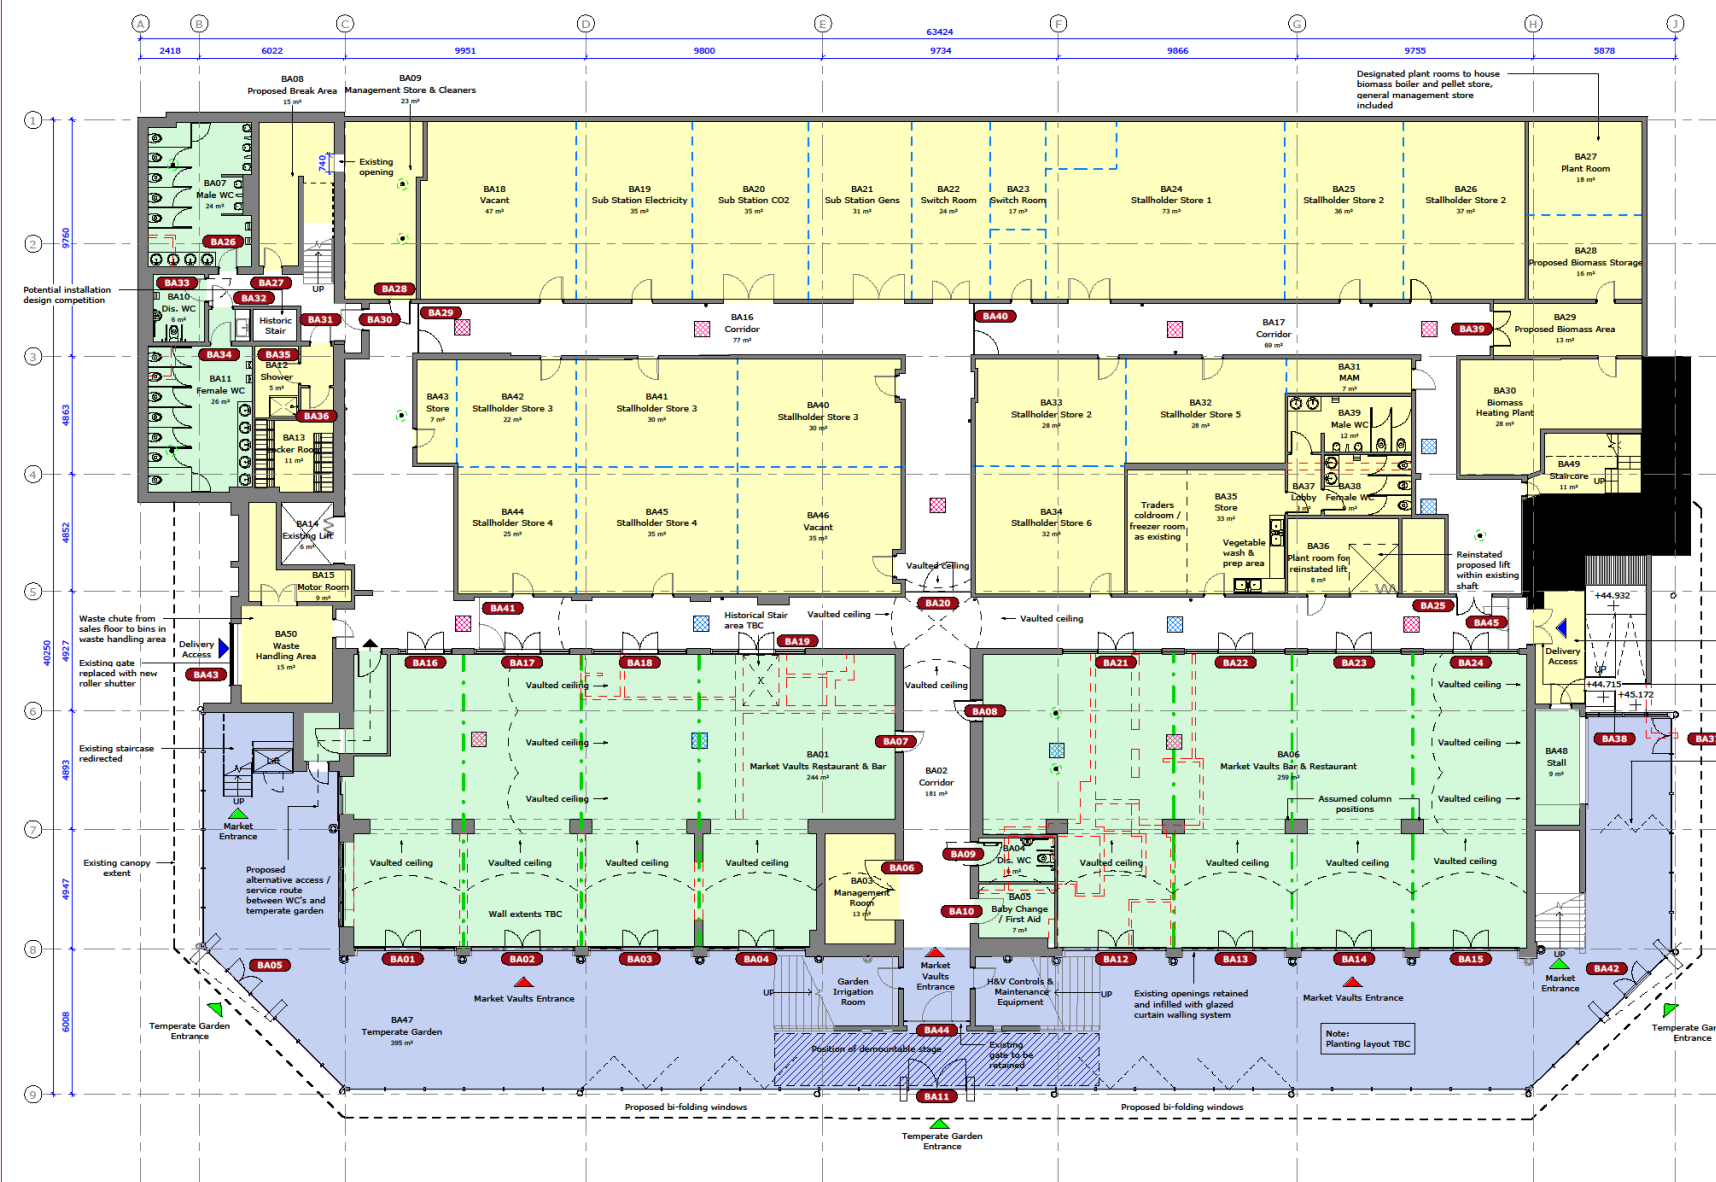 A B C D E F G H J
63424
2418 6022 9951 9800 9734 9866 9755 5878
1
2
3
4
5
6
7
8
9
40250
9760
4863
4852
4927
4893
4947
6008
BA08
Proposed Break Area
15 m²
BA09
Management Store & Cleaners
23 m²
Designated plant rooms to house
biomass boiler and pellet store,
general management store
included
740
Existing
opening
BA07
Male WC
24 m²
BA18
Vacant
47 m²
BA19
Sub Station Electricity
35 m²
BA20
Sub Station CO2
35 m²
BA21
Sub Station Gens
31 m²
BA22
Switch Room
24 m²
BA23
Switch Room
17 m²
BA24
Stallholder Store 1
73 m²
BA25
Stallholder Store 2
36 m²
BA26
Stallholder Store 2
37 m²
BA27
Plant Room
18 m²
BA28
Proposed Biomass Storage
16 m²
BA26
BA33
BA27
BA32
BA28
UP
Potential installation
design competition
BA10
Dis. WC
6 m²
Historic
Stair
BA31
BA30
BA29
BA16
Corridor
77 m²
BA40
BA17
Corridor
69 m²
BA39
BA29
Proposed Biomass Area
13 m²
BA34
BA35
BA11
Female WC
26 m²
BA12
Shower
5 m²
BA36
BA13
Locker Room
11 m²
BA43
Store
7 m²
BA42
Stallholder Store 3
22 m²
BA41
Stallholder Store 3
30 m²
BA40
Stallholder Store 3
30 m²
BA33
Stallholder Store 2
28 m²
BA32
Stallholder Store 5
28 m²
BA31
MAM
7 m²
BA39
Male WC
12 m²
BA30
Biomass
Heating Plant
28 m²
BA49
Staircore
11 m²
UP
BA37
Lobby
3 m²
BA38
Female WC
9 m²
BA14
Existing Lift
6 m²
BA44
Stallholder Store 4
25 m²
BA45
Stallholder Store 4
35 m²
BA46
Vacant
35 m²
BA34
Stallholder Store 6
32 m²
Traders
coldroom /
freezer room
as existing
BA35
Store
33 m²
Vegetable
wash &
prep area
BA36
Plant room for
reinstated lift
8 m²
Reinstated
proposed lift
within existing
shaft
BA15
Motor Room
9 m²
Vaulted ceiling
BA41
BA20
BA25
BA45
+44.932
Waste chute from
sales floor to bins in
waste handling area
Historical Stair
area TBC
Vaulted ceiling
Vaulted ceiling
BA50
Waste
Handling Area
15 m²
Delivery
Access
BA43
Existing gate
replaced with new
roller shutter
BA16
BA17
BA18
BA19
BA21
BA22
BA23
BA24
Delivery
Access
UP
+44.715
+45.172
Vaulted ceiling
X
Vaulted ceiling
Vaulted ceiling
BA08
BA07
Existing staircase
redirected
Lift
UP
Vaulted ceiling
BA01
Market Vaults Restaurant & Bar
244 m²
BA02
Corridor
181 m²
BA06
Market Vaults Bar & Restaurant
259 m²
Vaulted ceiling
BA48
Stall
9 m²
BA38
BA37
Vaulted ceiling
Assumed column
positions
Vaulted ceiling
Market
Entrance
Existing canopy
extent
Proposed
alternative access /
service route
between WC's and
temperate garden
Vaulted ceiling
Vaulted ceiling
Vaulted ceiling
Vaulted ceiling
Wall extents TBC
BA06
BA03
Management
Room
13 m²
BA09
BA04
Dis. WC
BA10
BA05
Baby Change
/ First Aid
7 m²
Vaulted ceiling
Vaulted ceiling
Vaulted ceiling
Vaulted ceiling
BA05
BA01
BA02
BA03
BA04
BA12
BA13
BA14
BA15
BA42
UP
Market
Entrance
Market
Vaults
Entrance
UP
Garden
Irrigation
Room
H&V Controls &
Maintenance
Equipment
UP
Market Vaults Entrance
Existing openings retained
and infilled with glazed
curtain walling system
Market Vaults Entrance
Temperate Garden
Entrance
BA47
Temperate Garden
395 m²
BA44
Position of demountable stage
Existing
gate to be
retained
Note:
Planting layout TBC
Temperate Gar
Entrance
BA11
Proposed bi-folding windows
Proposed bi-folding windows
Temperate Garden
Entrance